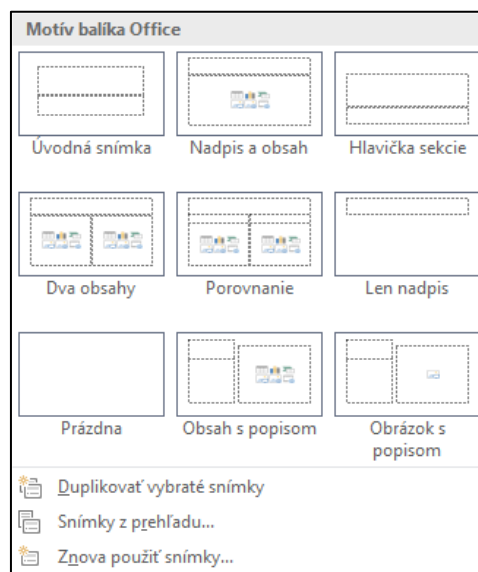 Motív balíka Office
Úvodná snímka
Nadpis a obsah
Hlavička sekcie
Dva obsahy
Porovnanie
Len nadpis
Prázdna
Obsah s popisom
Obrázok s
popisom
Duplikovať vybraté snímky
Snímky z prehľadu...
Znova použiť snímky...